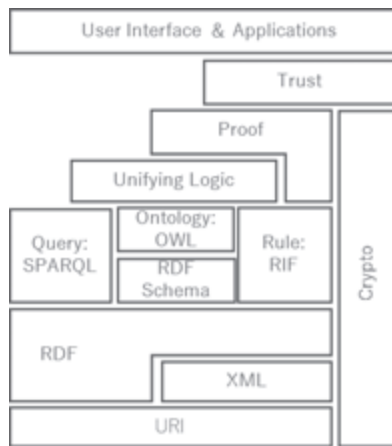 User Interface & Applications
Trust
Proof
Unifying Logic
Query:
SPARQL
Ontology:
OWL
RDF
Schema
Rule:
RIF
Crypto
RDF
XML
URI